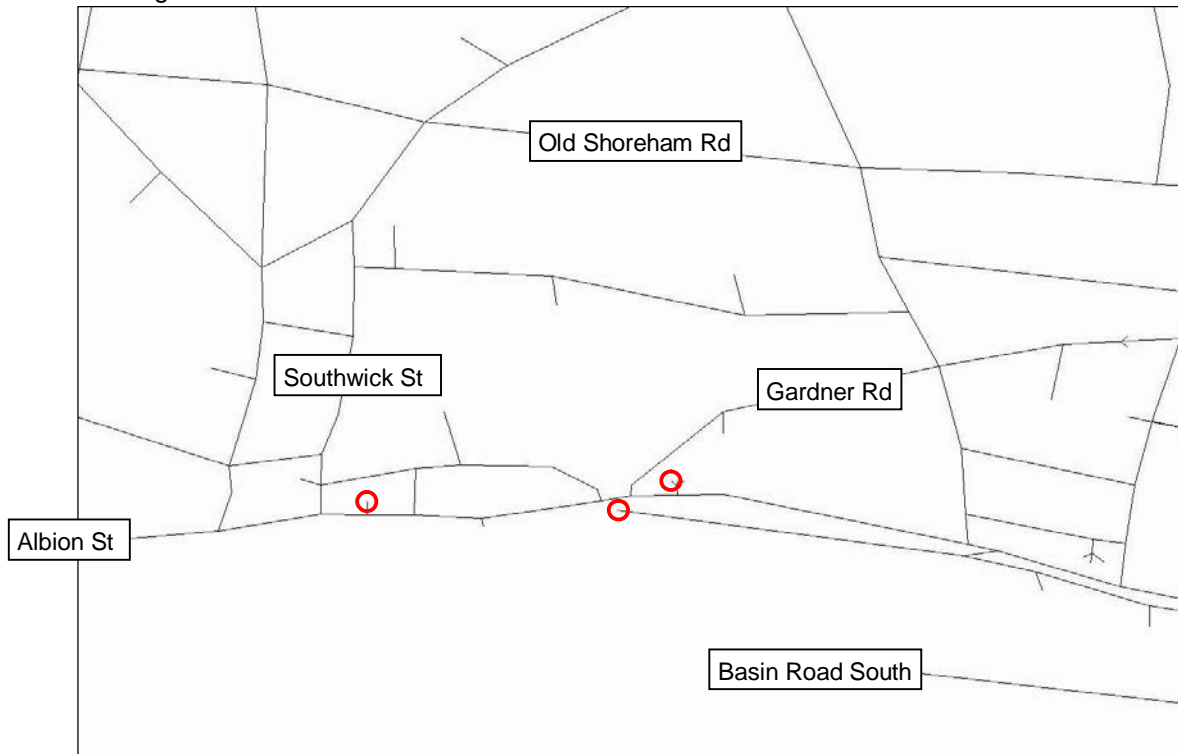 Old Shoreham Rd
Southwick St
Gardner Rd
Albion St
Basin Road South